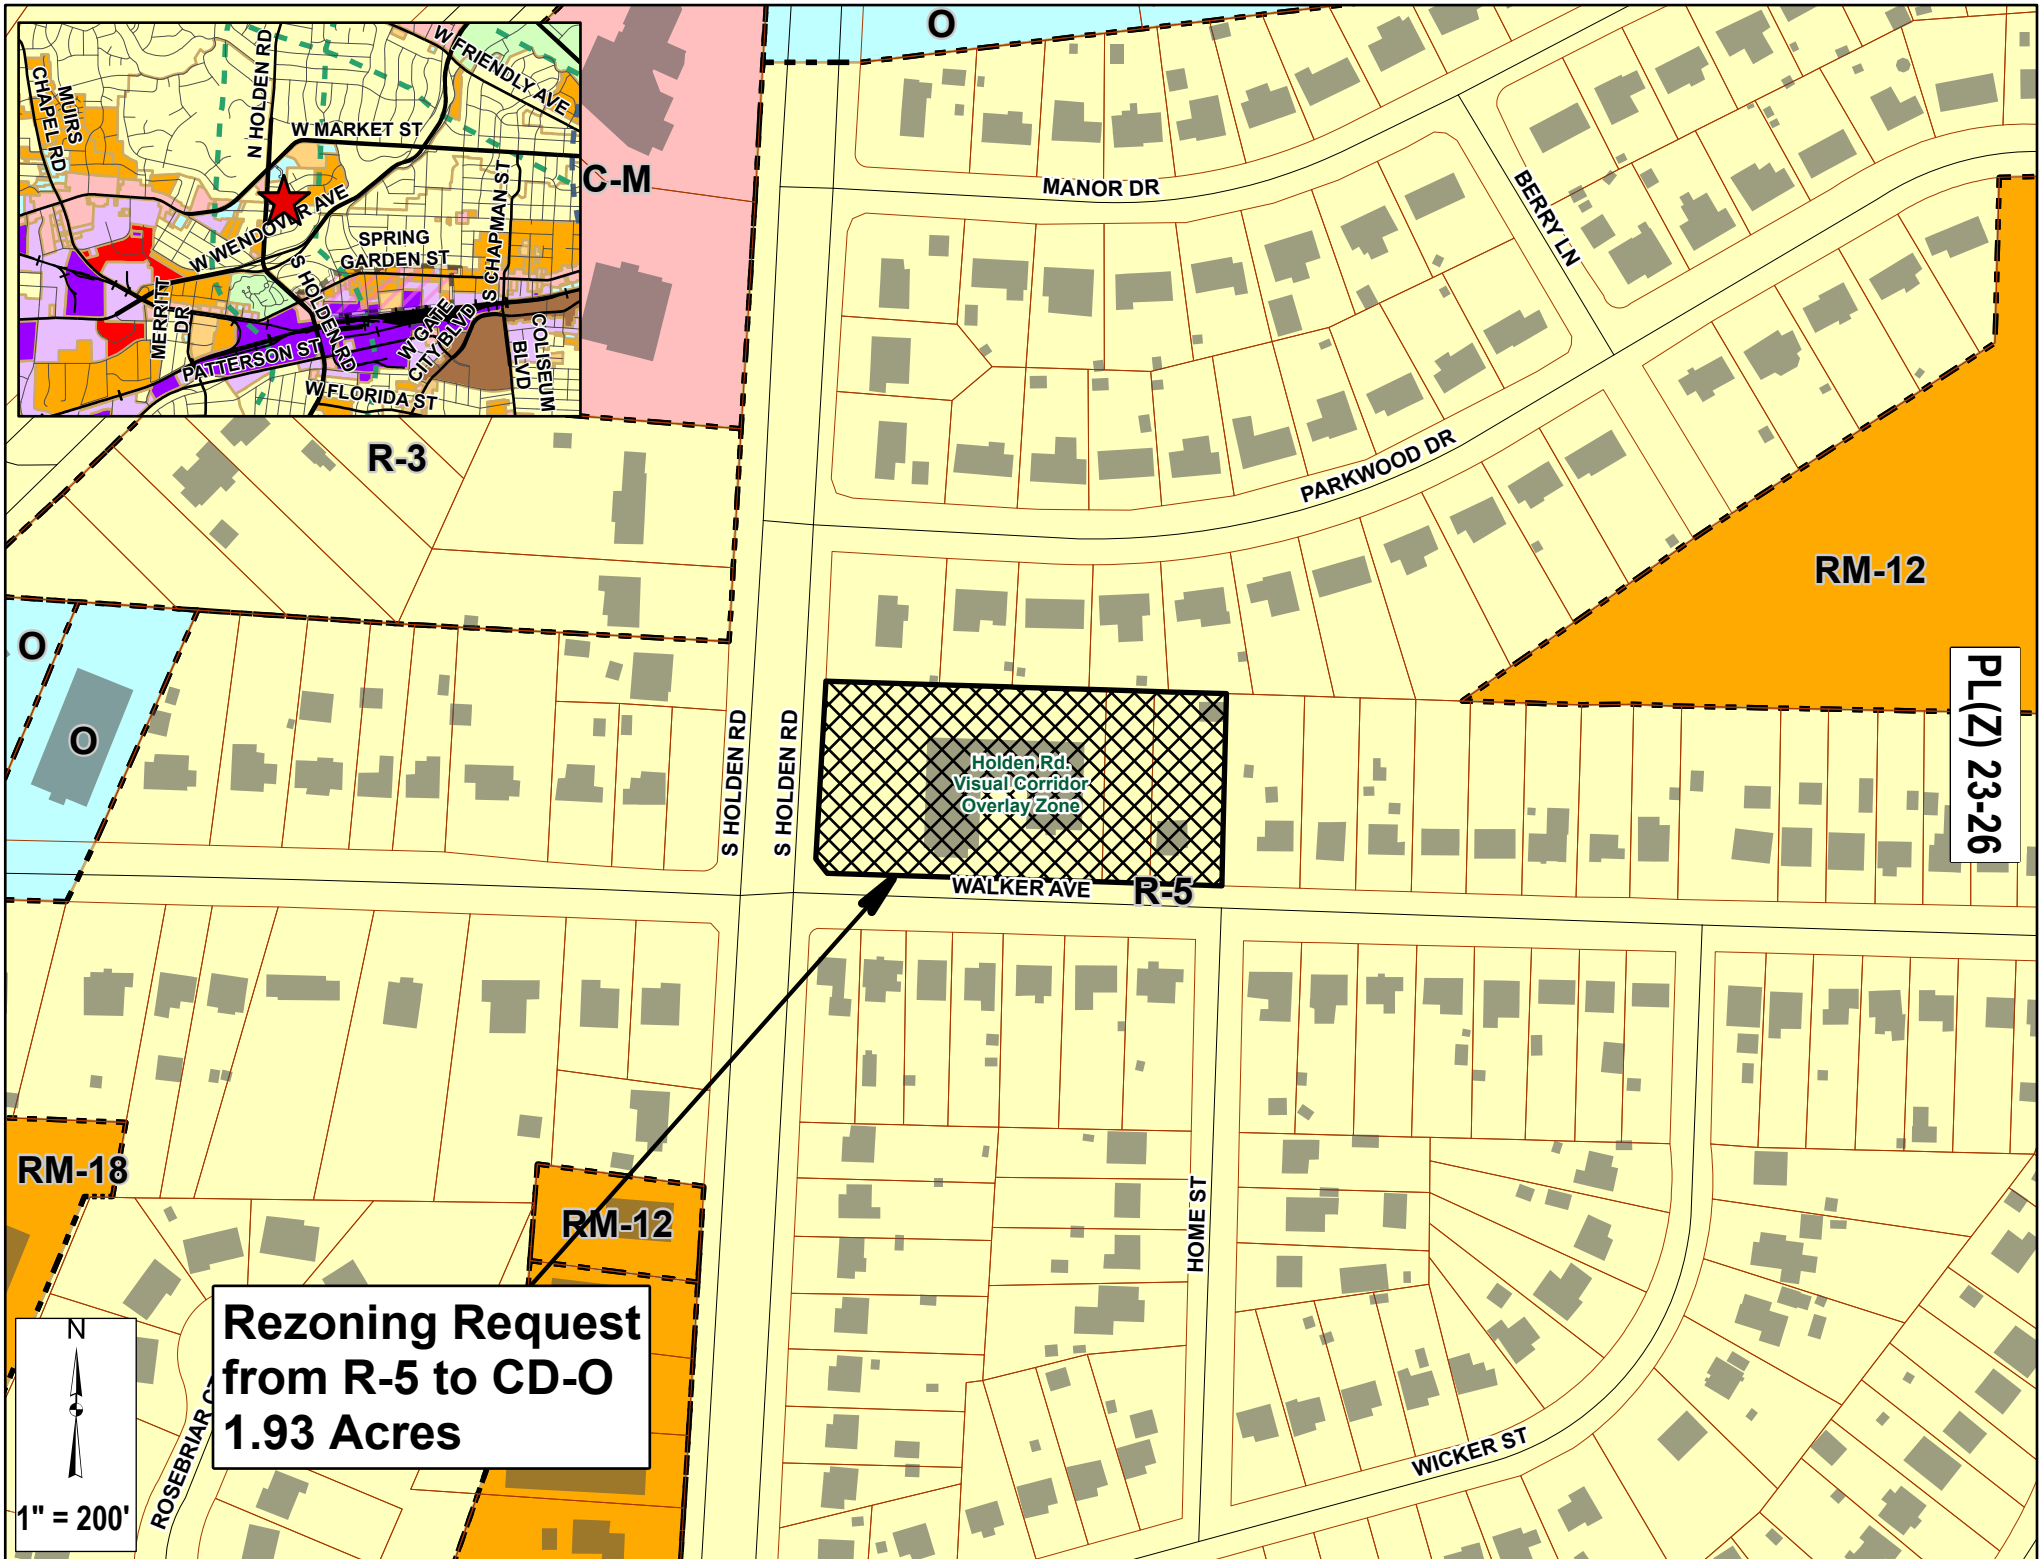 O
W FRIENDLY AVE
N HOLDEN RD
MUIRS
CHAPEL RD
W MARKET ST
W WENDOVER AVE
S CHAPMAN ST
SPRING
GARDEN ST
S HOLDEN RD
MERRITT
DR
PATTERSON ST
W GATE
CITY BLVD
COLISEUM
BLVD
W FLORIDA ST
C-M
MANOR DR
BERRY LN
R-3
PARKWOOD DR
RM-12
O
O
PL(Z) 23-26
S HOLDEN RD
S HOLDEN RD
Holden Rd.
Visual Corridor
Overlay Zone
WALKER AVE
R-5
RM-18
RM-12
HOME ST
Rezoning Request
from R-5 to CD-O
1.93 Acres
N
1" = 200'
ROSEBRIAR
WICKER ST